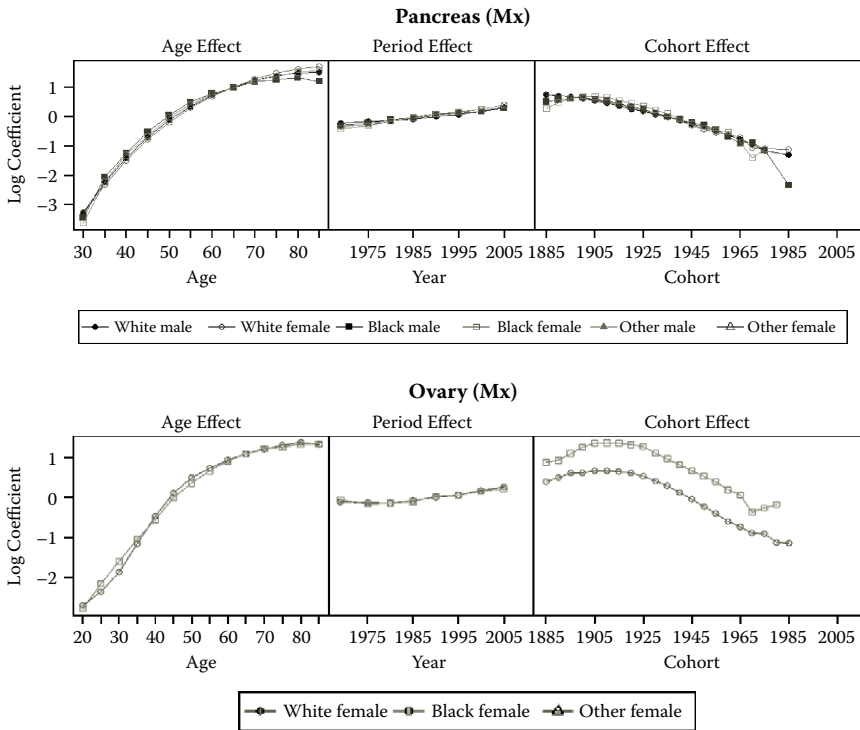 Pancreas (Mx)
Age Effect Period Effect Cohort Effect
Log Coefficient
1
0
−1
−2
−3
30 40 50 60 70 80 1975 1985 1995 2005 1885 1905 1925 1945 1965 1985 2005
Age Year Cohort
White male White female Black male Black female Other male Other female
Ovary (Mx)
Age Effect Period Effect Cohort Effect
Log Coefficient
1
0
−1
−2
20 30 40 50 60 70 80 1975 1985 1995 2005 1885 1905 1925 1945 1965 1985 2005
Age Year Cohort
White female Black female Other female